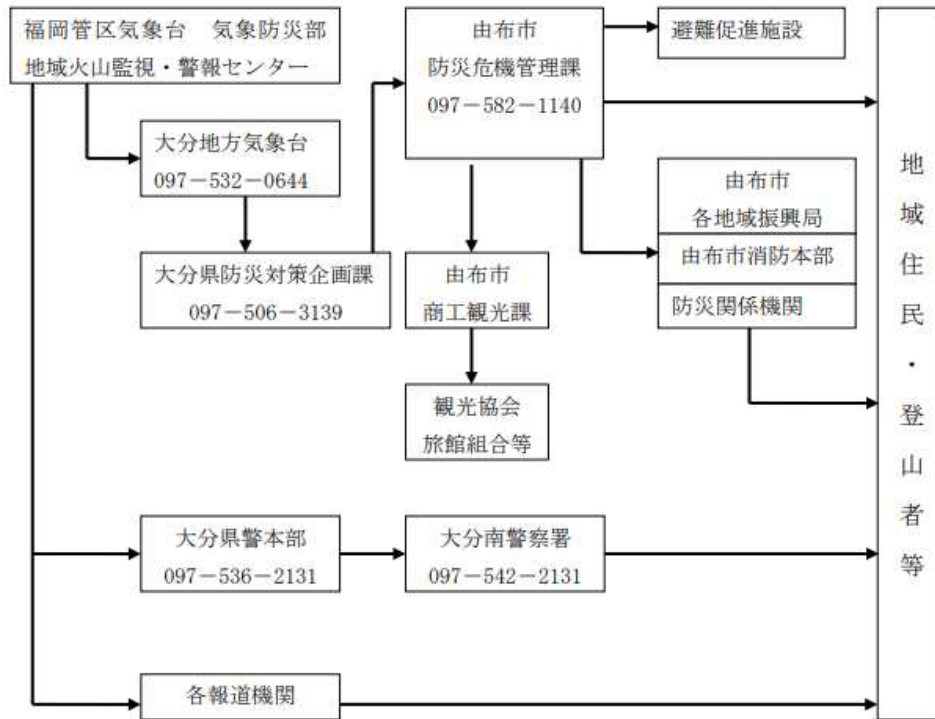 福岡管区気象台　気象防災部
地域火山監視・警報センター
大分地方気象台
097－532－0644
大分県防災対策企画課
097－506－3139
由布市
防災危機管理課
097－582－1140
避難促進施設
由布市
各地域振興局
由布市消防本部
防災関係機関
由布市
商工観光課
観光協会
旅館組合等
大分県警本部
097－536－2131
大分南警察署
097－542－2131
各報道機関
地域住民・登山者等